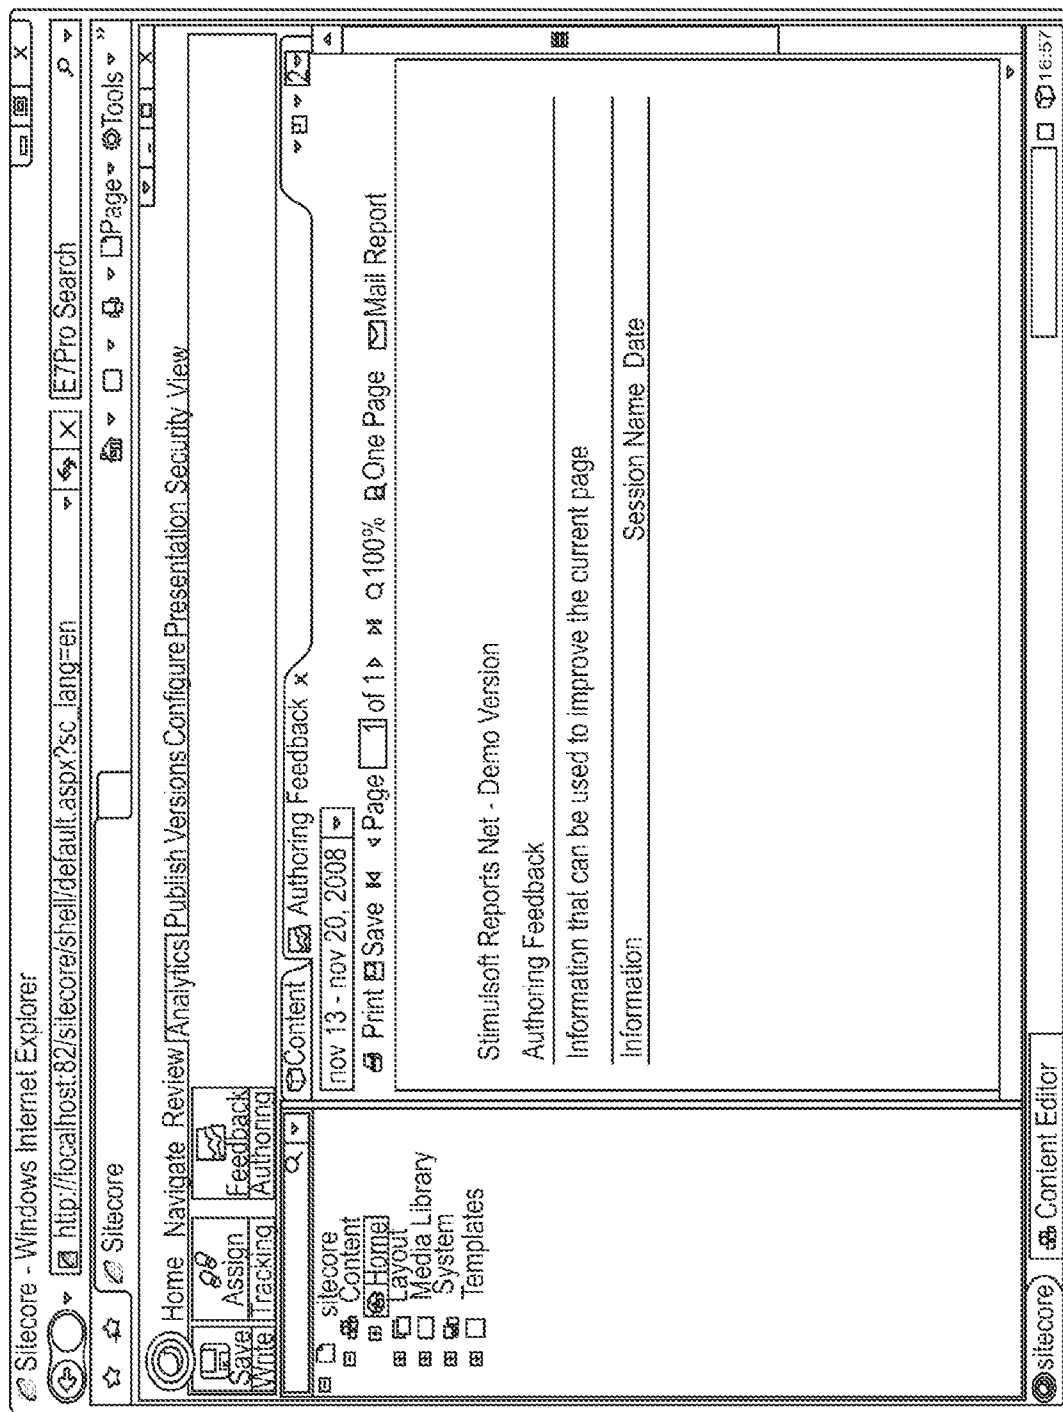 Sitecore - Windows Internet Explorer
http://localhost:82/sitecore/shell/default.aspx?sc_lang=en
E7Pro Search
Sitecore
Page Tools
Home Navigate Review Analytics Publish Versions Configure Presentation Security View
Save
Write
Assign
Tracking
Feedback
Authoring
Content Authoring Feedback x
2
sitecore
Content
Home
Layout
Media Library
System
Templates
nov 13 - nov 20, 2008
Print Save Page 1 of 1 100% One Page Mail Report
Stimulsoft Reports Net - Demo Version
Authoring Feedback
Information that can be used to improve the current page
Information Session Name Date
sitecore Content Editor 16:57